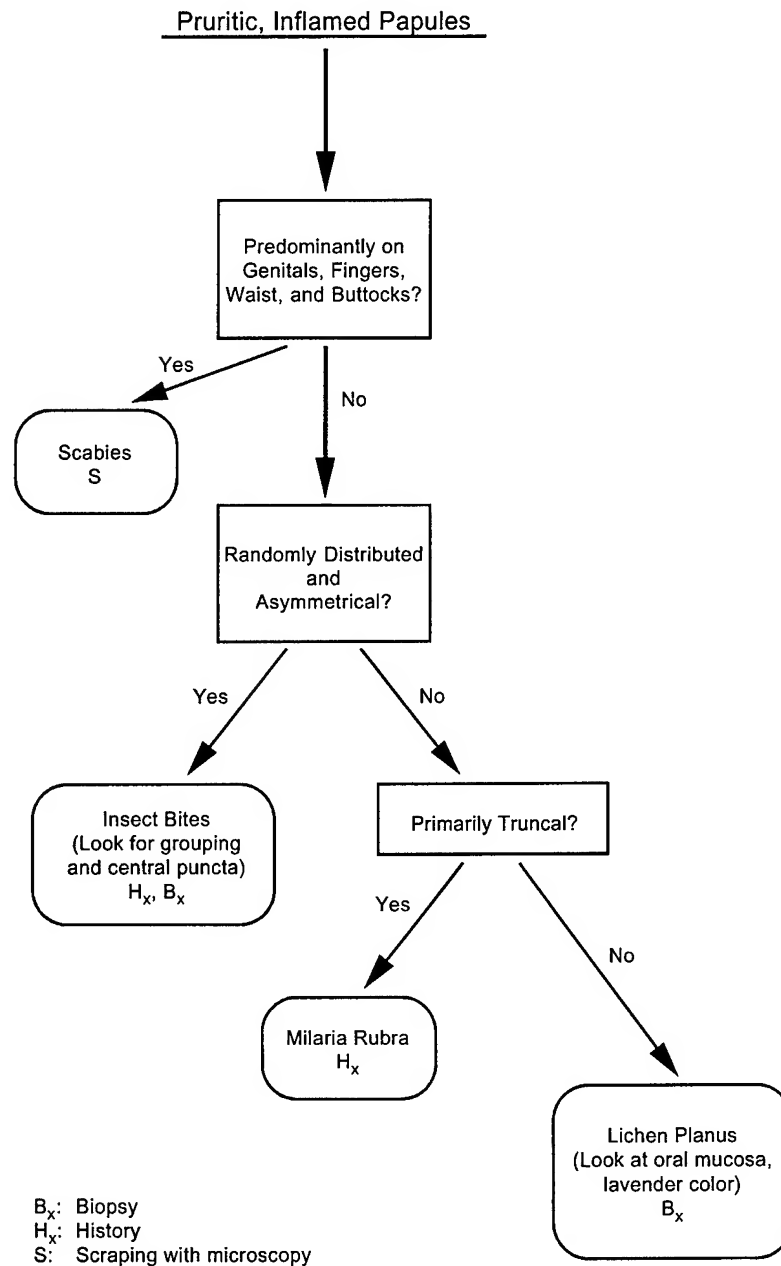 Pruritic, Inflamed Papules
Predominantly on
Genitals, Fingers,
Waist, and Buttocks?
Yes
No
Scabies
S
Randomly Distributed
and
Asymmetrical?
Yes
No
Insect Bites
(Look for grouping
and central puncta)
Hx, Bx
Primarily Truncal?
Yes
No
Milaria Rubra
Hx
Lichen Planus
(Look at oral mucosa,
lavender color)
Bx
Bx: Biopsy
Hx: History
S: Scraping with microscopy